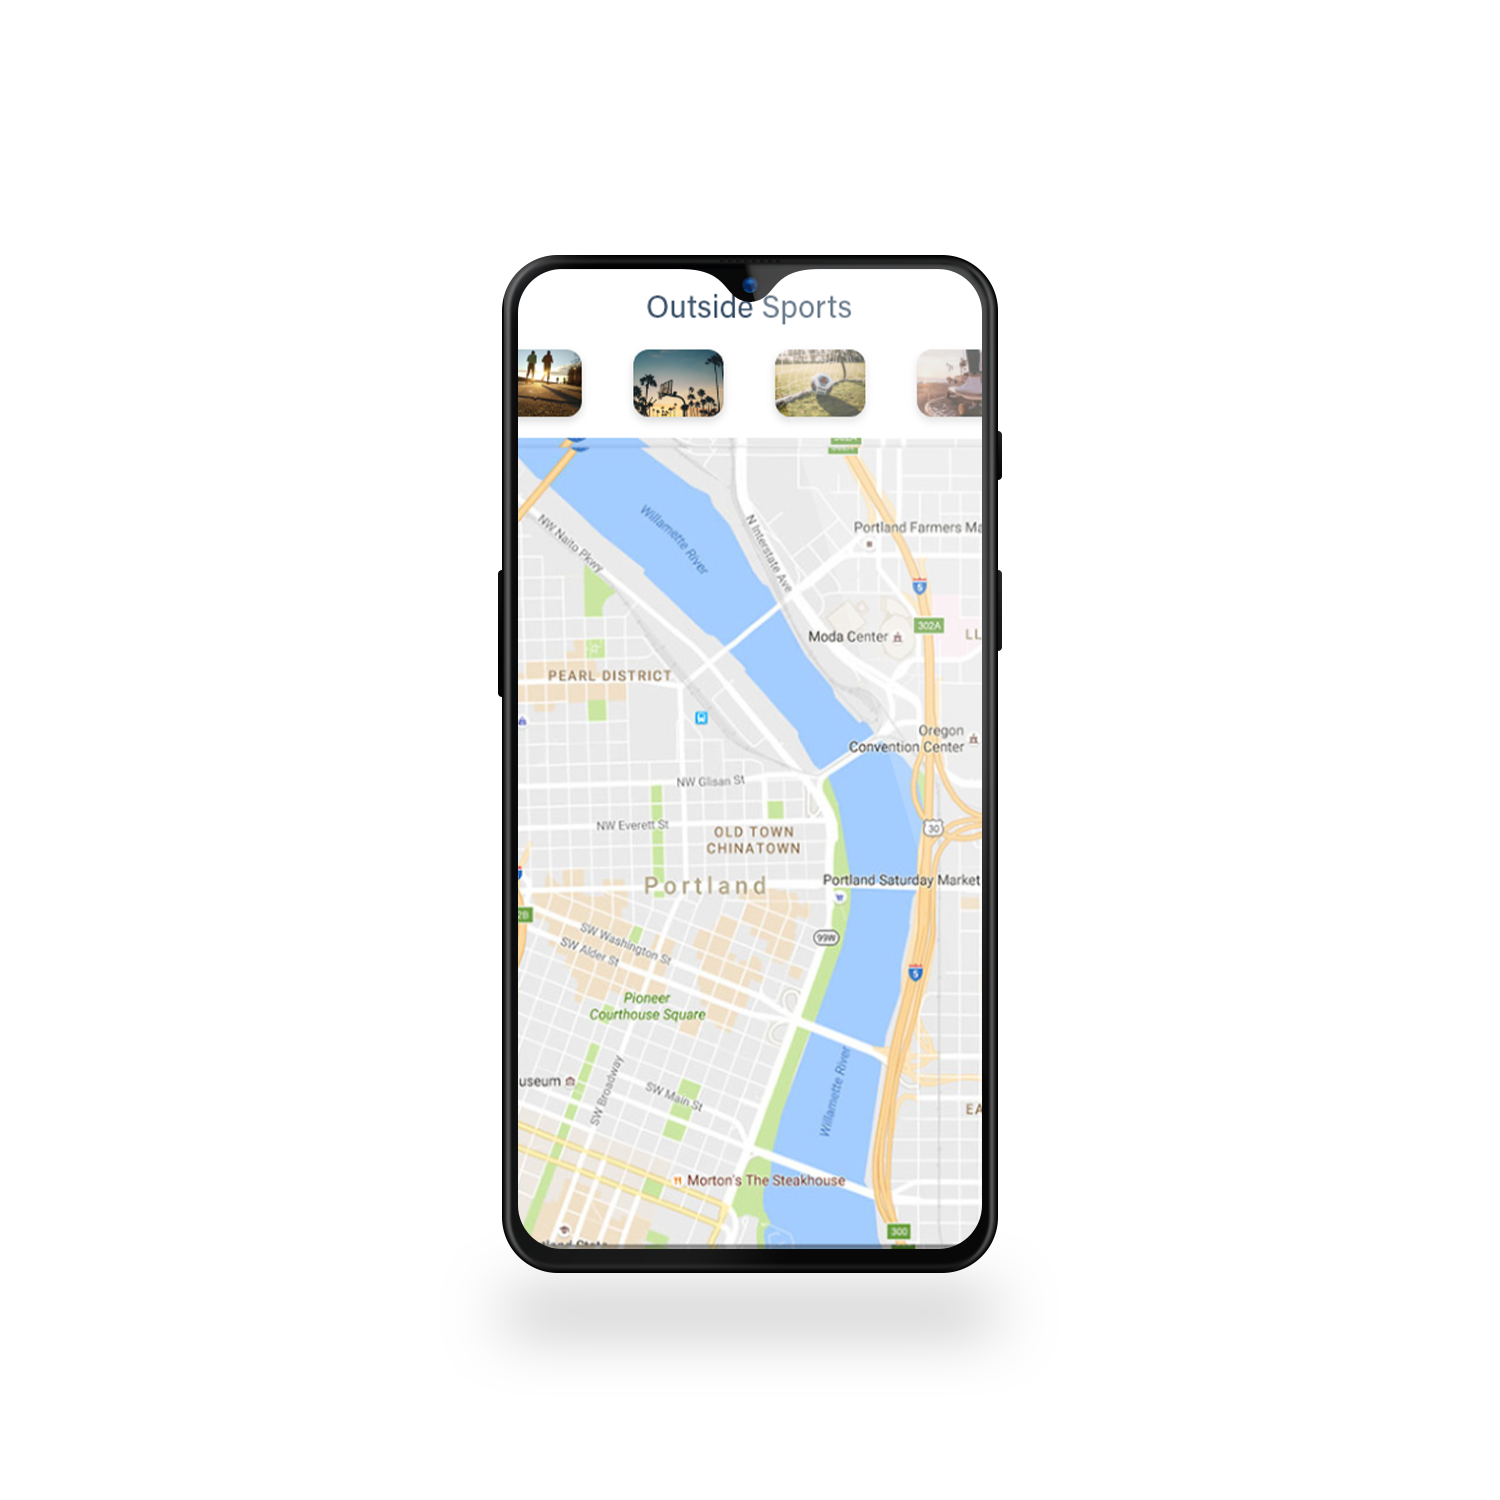 Outside Sports
Willamette River
N Interstate Ave
Portland Farmers Ma
NW Naito Pkwy
5
302A
Moda Center
LL
PEARL DISTRICT
Oregon
Convention Center
NW Glisan St
30
NW Everett St
OLD TOWN
CHINATOWN
Portland
Portland Saturday Market
2B
99W
SW Washington St
SW Alder St
5
Pioneer
Courthouse Square
useum
SW Broadway
SW Main St
Willamette River
EA
Morton's The Steakhouse
300